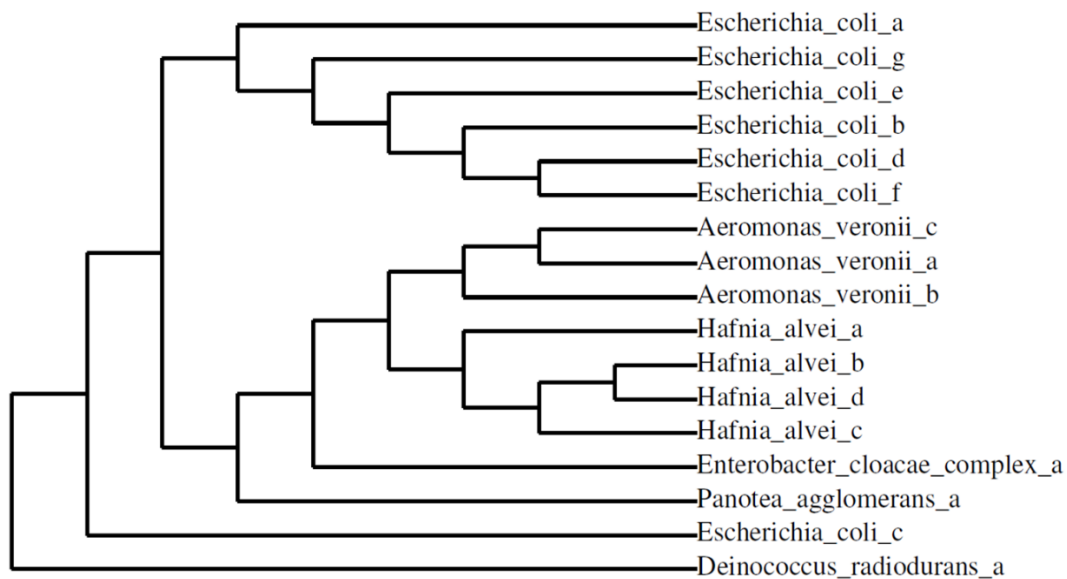 Escherichia_coli_a
Escherichia_coli_g
Escherichia_coli_e
Escherichia_coli_b
Escherichia_coli_d
Escherichia_coli_f
Aeromonas_veronii_c
Aeromonas_veronii_a
Aeromonas_veronii_b
Hafnia_alvei_a
Hafnia_alvei_b
Hafnia_alvei_d
Hafnia_alvei_c
Enterobacter_cloacae_complex_a
Panotea_agglomerans_a
Escherichia_coli_c
Deinococcus_radiodurans_a